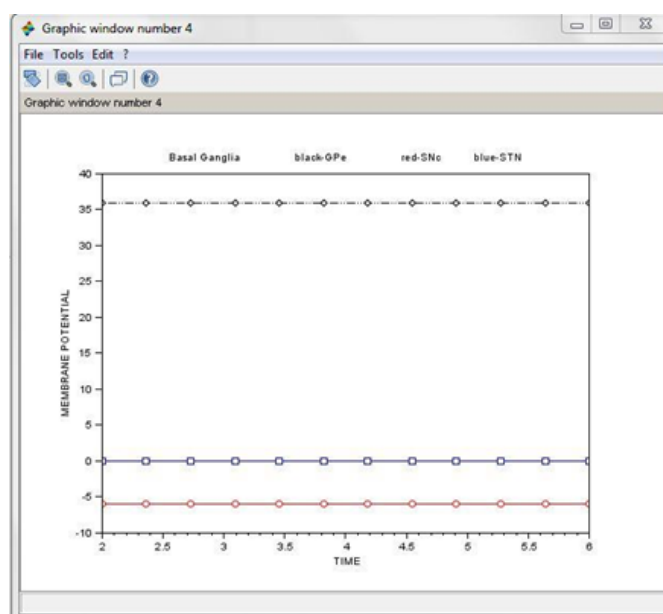 Graphic window number 4
File Tools Edit ?
Graphic window number 4
Basal Ganglia black-GPe red-SNc blue-STN
40
35
30
25
20
15
10
5
0
-5
-10
MEMBRANE POTENTIAL
2 2.5 3 3.5 4 4.5 5 5.5 6
TIME